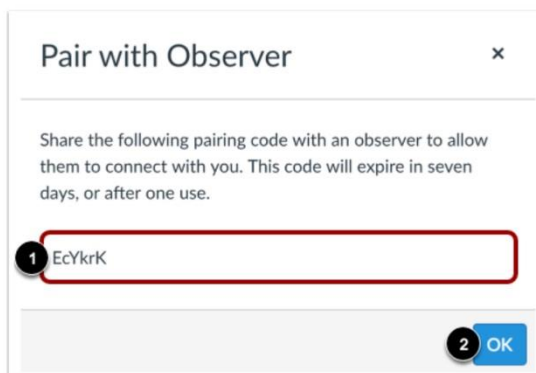 Pair with Observer ×
Share the following pairing code with an observer to allow
them to connect with you. This code will expire in seven
days, or after one use.
1 EcYkrK
2 OK